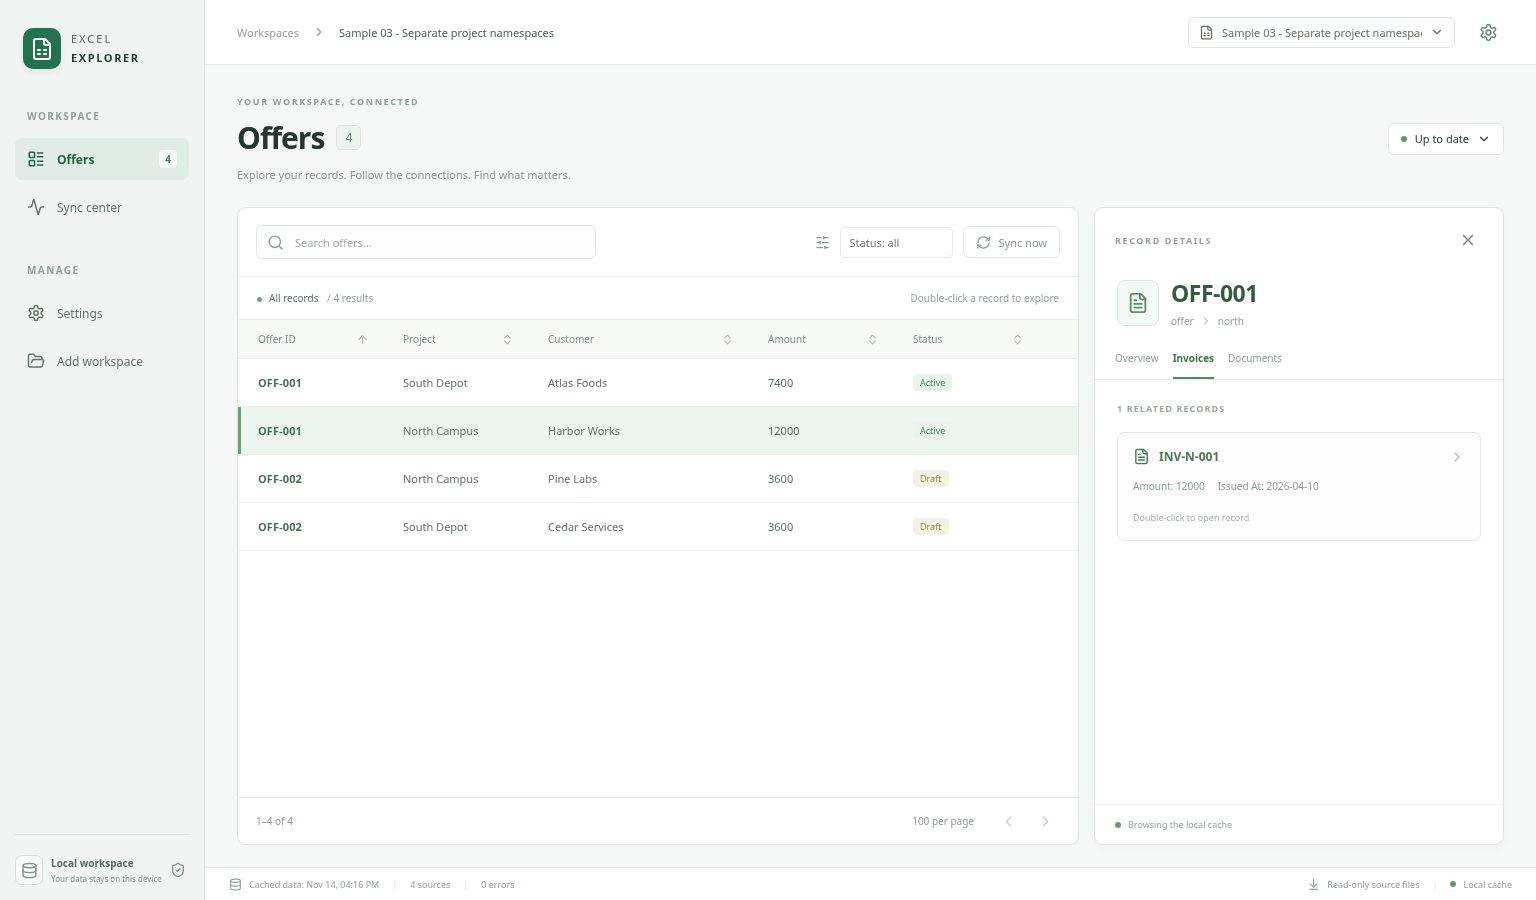 EXCEL
EXPLORER
WORKSPACE
Offers 4
Sync center
MANAGE
Settings
Add workspace
Local workspace
Your data stays on this device
Workspaces > Sample 03 - Separate project namespaces
Sample 03 - Separate project namespac
YOUR WORKSPACE, CONNECTED
Offers 4
Up to date
Explore your records. Follow the connections. Find what matters.
Search offers...
Status: all
Sync now
All records / 4 results
Double-click a record to explore
Offer ID Project Customer Amount Status
OFF-001 South Depot Atlas Foods 7400 Active
OFF-001 North Campus Harbor Works 12000 Active
OFF-002 North Campus Pine Labs 3600 Draft
OFF-002 South Depot Cedar Services 3600 Draft
1–4 of 4
100 per page
RECORD DETAILS
OFF-001
offer > north
Overview Invoices Documents
1 RELATED RECORDS
INV-N-001
Amount: 12000 Issued At: 2026-04-10
Double-click to open record
Browsing the local cache
Cached data: Nov 14, 04:16 PM | 4 sources | 0 errors
Read-only source files | Local cache